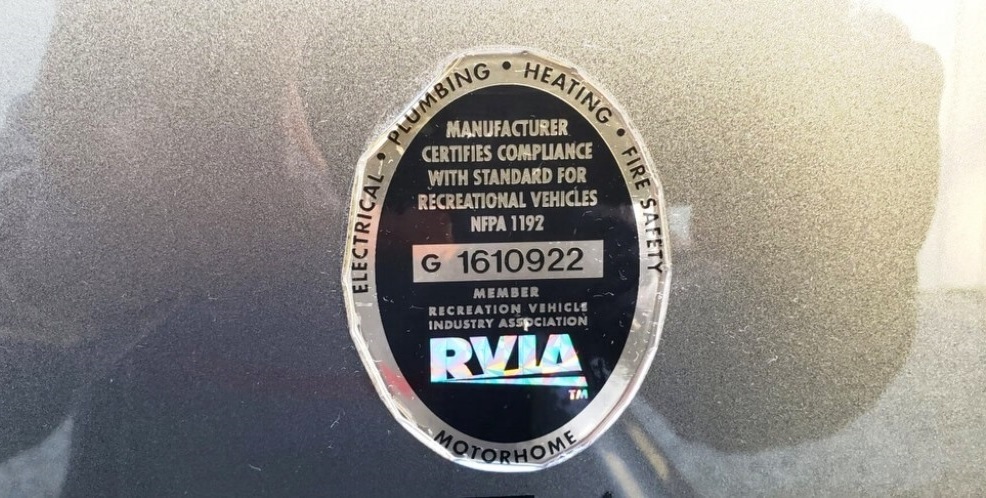 ELECTRICAL • PLUMBING • HEATING • FIRE SAFETY
MANUFACTURER
CERTIFIES COMPLIANCE
WITH STANDARD FOR
RECREATIONAL VEHICLES
NFPA 1192
G 1610922
MEMBER
RECREATION VEHICLE
INDUSTRY ASSOCIATION
RVIA
TM
MOTORHOME